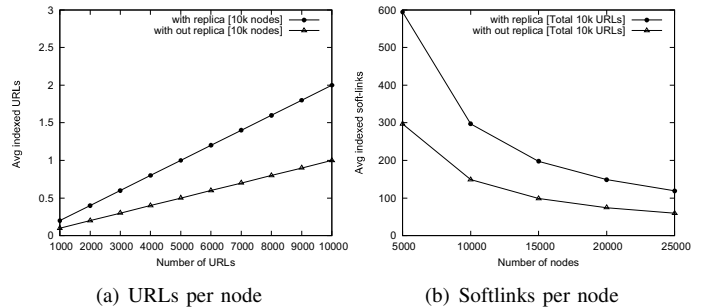 3
2.5
2
1.5
1
0.5
0
Avg indexed URLs
with replica [10k nodes]
with out replica [10k nodes]
1000 2000 3000 4000 5000 6000 7000 8000 9000 10000
Number of URLs
(a) URLs per node
600
500
400
300
200
100
0
Avg indexed soft-links
with replica [Total 10k URLs]
with out replica [Total 10k URLs]
5000 10000 15000 20000 25000
Number of nodes
(b) Softlinks per node